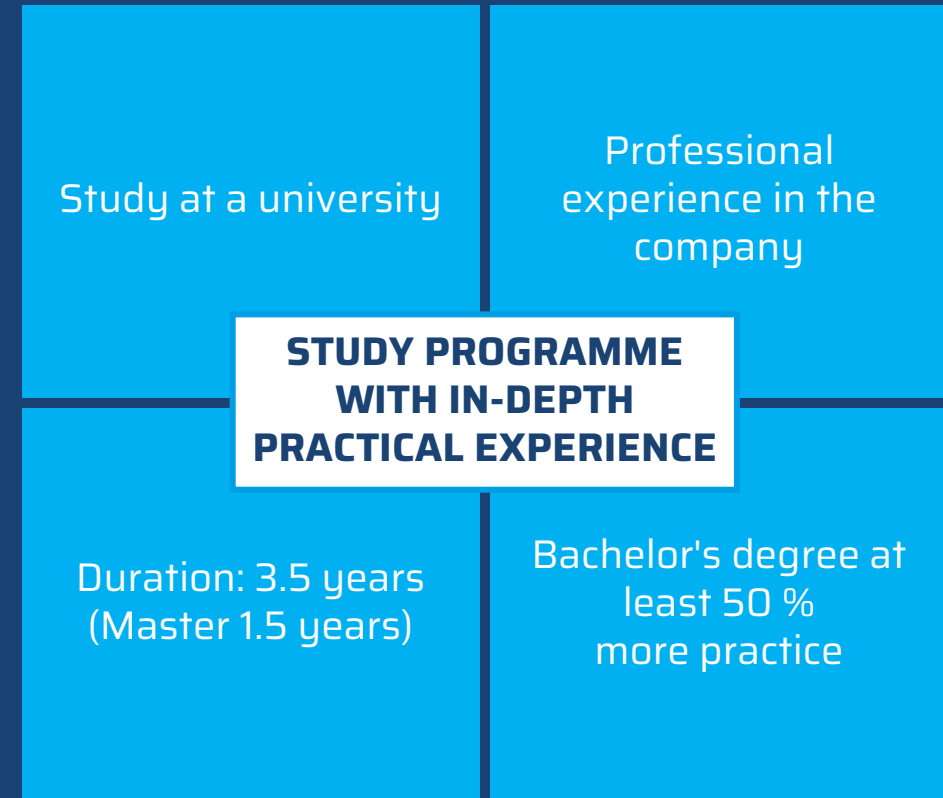 Study at a university
Professional
experience in the
company
STUDY PROGRAMME
WITH IN-DEPTH
PRACTICAL EXPERIENCE
Duration: 3.5 years
(Master 1.5 years)
Bachelor's degree at
least 50 %
more practice